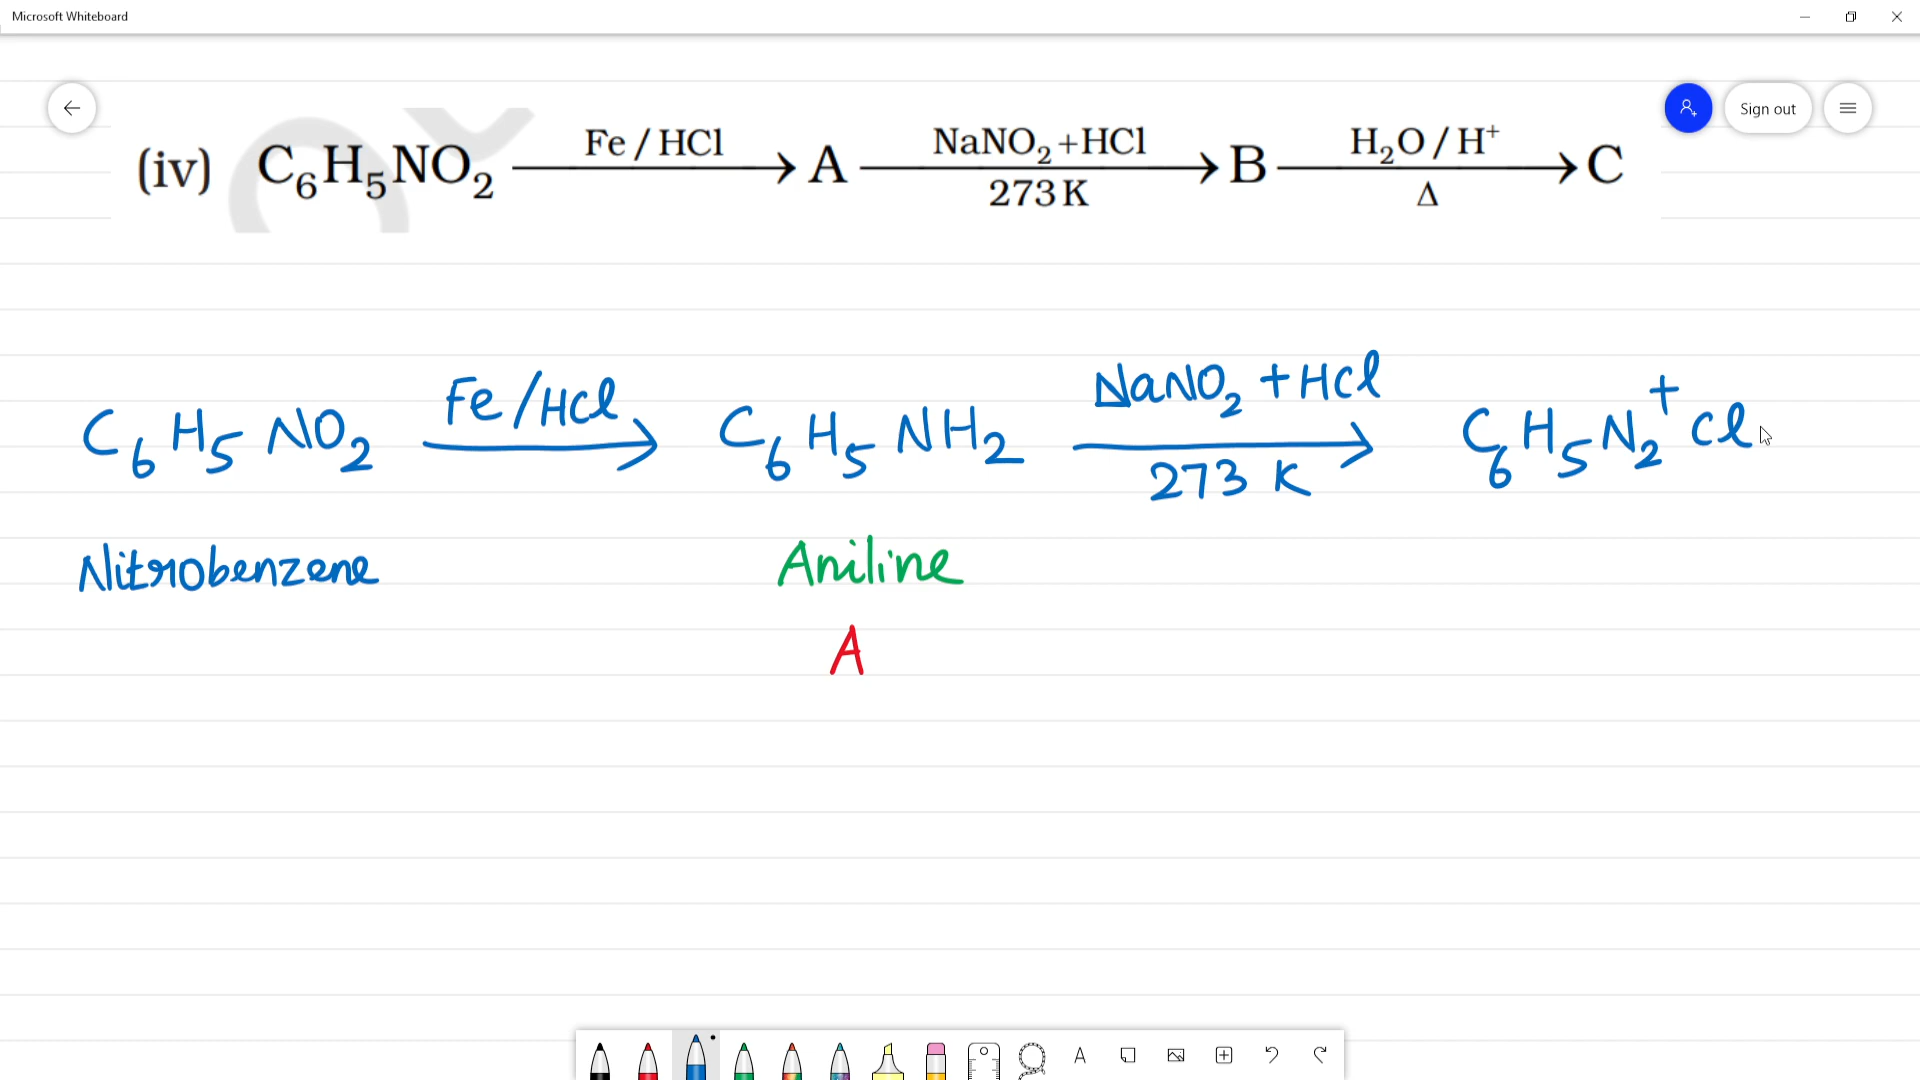 Microsoft Whiteboard
Sign out
(iv) C₆H₅NO₂ —Fe / HCl→ A —NaNO₂+HCl / 273 K→ B —H₂O / H⁺ / Δ→ C
C₆H₅NO₂ —Fe/HCl→ C₆H₅NH₂ —NaNO₂ + HCl / 273 K→ C₆H₅N₂⁺Cl
Nitrobenzene
Aniline
A
A